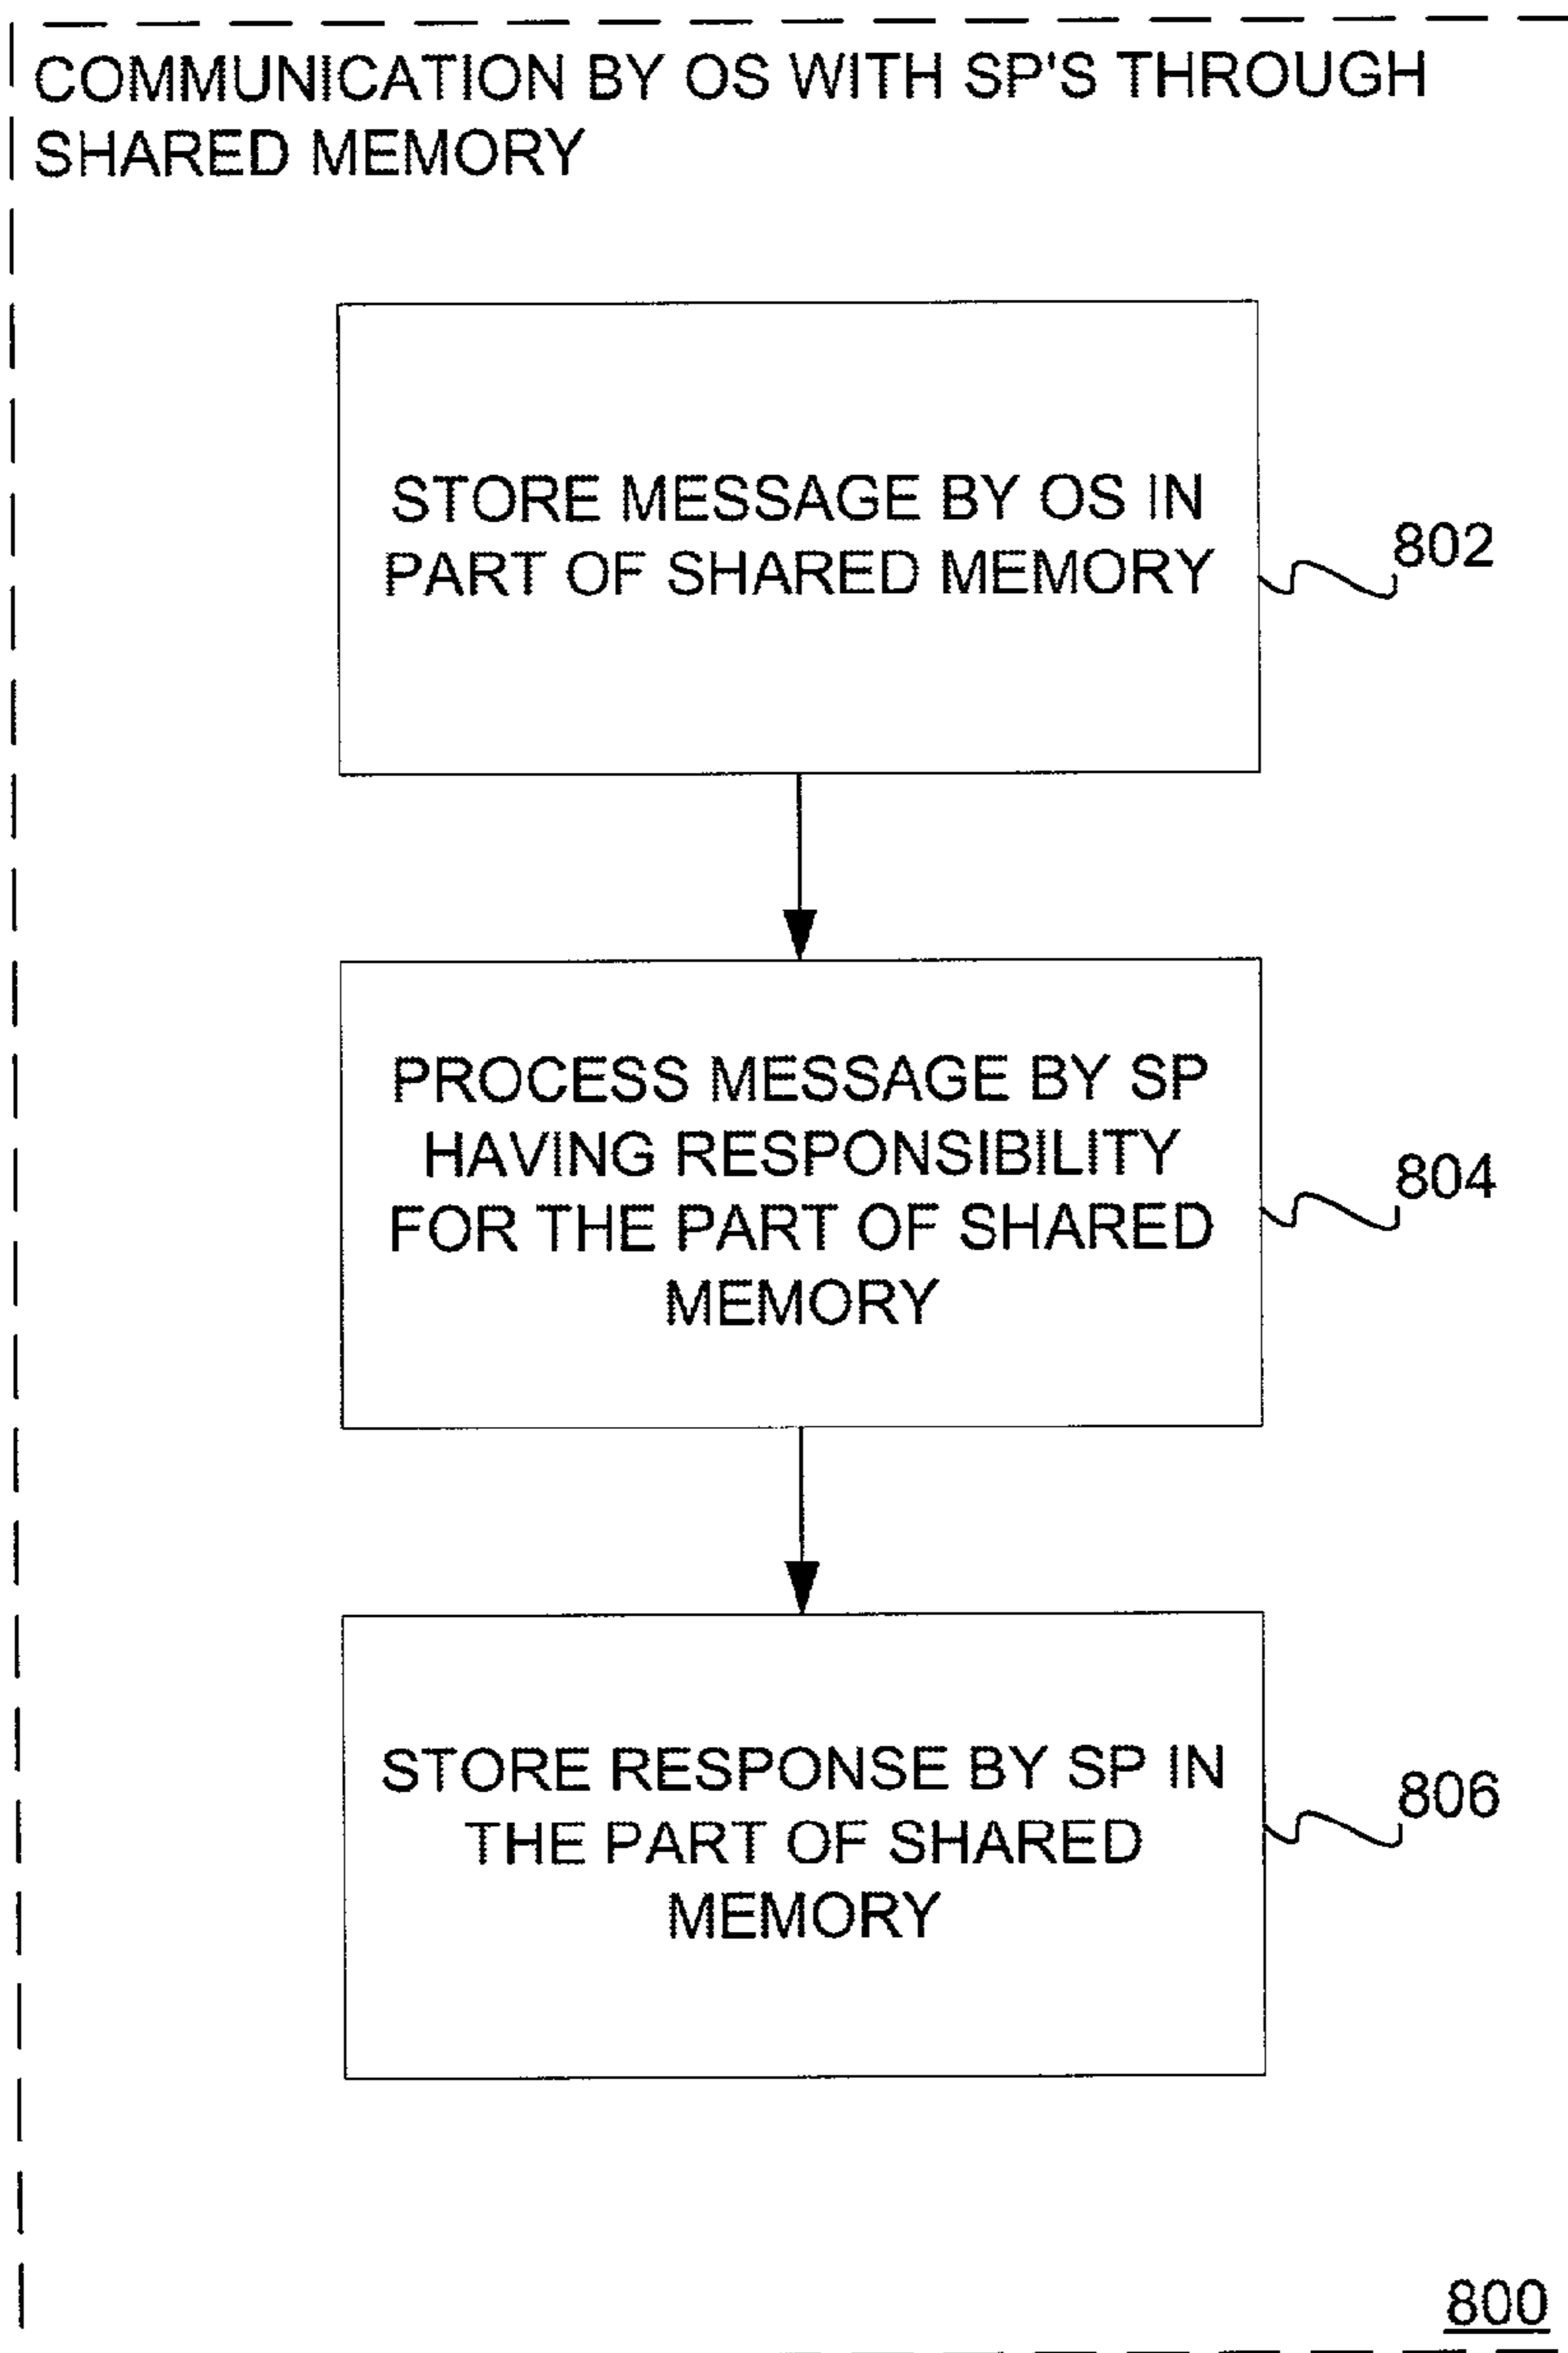 COMMUNICATION BY OS WITH SP'S THROUGH
SHARED MEMORY
STORE MESSAGE BY OS IN
PART OF SHARED MEMORY
802
PROCESS MESSAGE BY SP
HAVING RESPONSIBILITY
FOR THE PART OF SHARED
MEMORY
804
STORE RESPONSE BY SP IN
THE PART OF SHARED
MEMORY
806
800